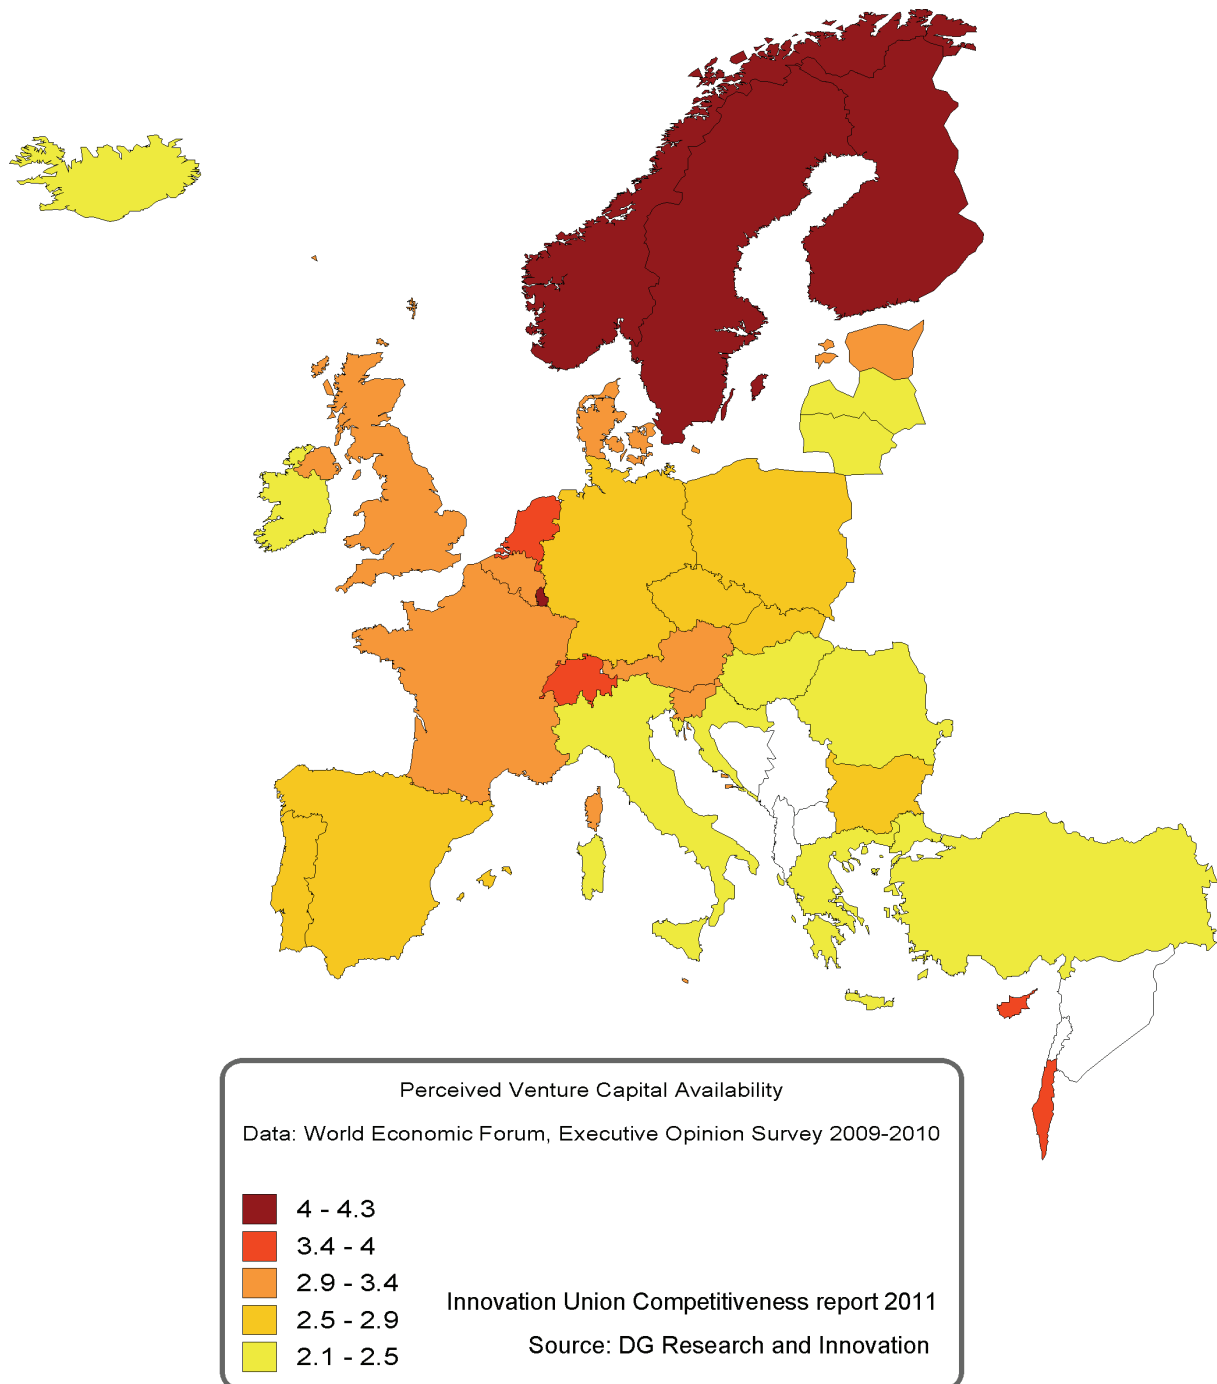 Perceived Venture Capital Availability
Data: World Economic Forum, Executive Opinion Survey 2009-2010
4 - 4.3
3.4 - 4
2.9 - 3.4
2.5 - 2.9
2.1 - 2.5
Innovation Union Competitiveness report 2011
Source: DG Research and Innovation